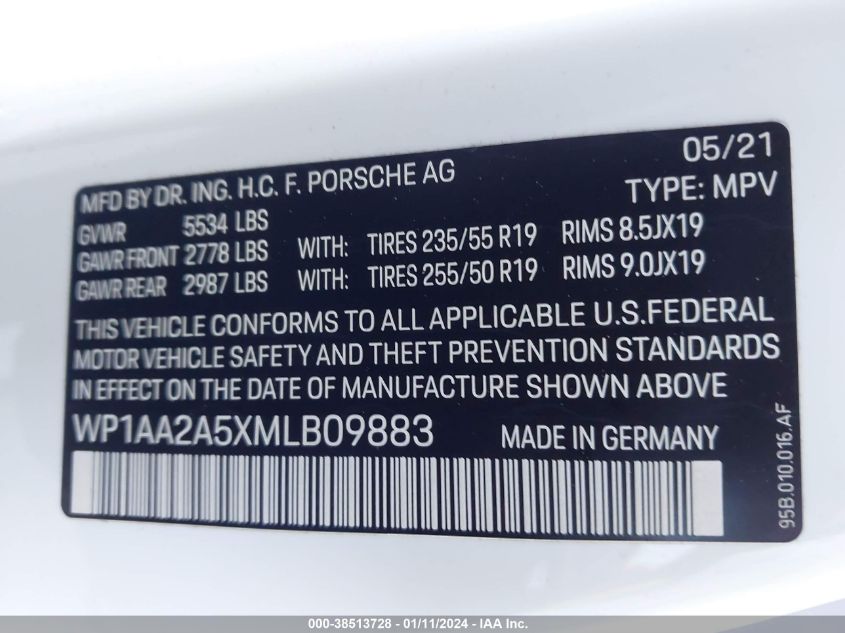 05/21
MFD BY DR. ING. H.C. F. PORSCHE AG TYPE: MPV
GVWR 5534 LBS
GAWR FRONT 2778 LBS WITH: TIRES 235/55 R19 RIMS 8.5JX19
GAWR REAR 2987 LBS WITH: TIRES 255/50 R19 RIMS 9.0JX19
THIS VEHICLE CONFORMS TO ALL APPLICABLE U.S.FEDERAL
MOTOR VEHICLE SAFETY AND THEFT PREVENTION STANDARDS
IN EFFECT ON THE DATE OF MANUFACTURE SHOWN ABOVE
WP1AA2A5XMLB09883 MADE IN GERMANY
95B.010.016.AF
000-38513728 - 01/11/2024 - IAA Inc.